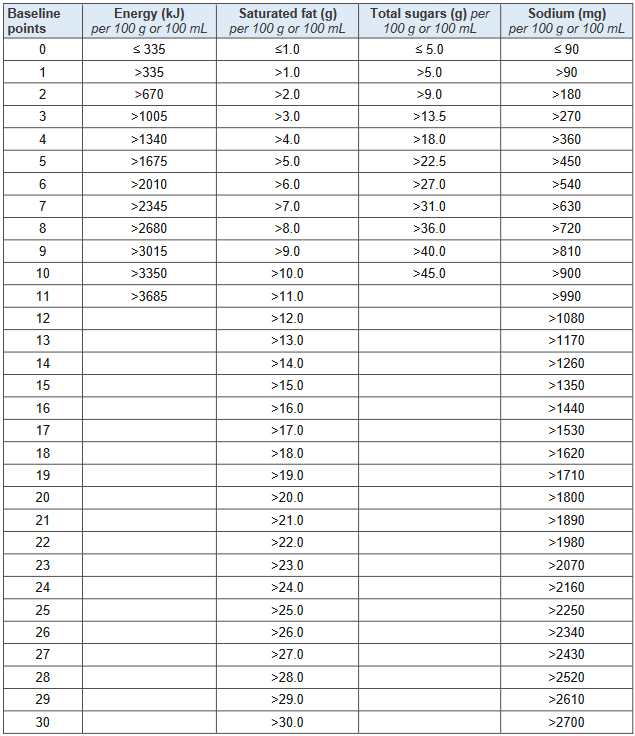 Baseline points Energy (kJ) per 100 g or 100 mL Saturated fat (g) per 100 g or 100 mL Total sugars (g) per 100 g or 100 mL Sodium (mg) per 100 g or 100 mL
0 ≤ 335 ≤1.0 ≤ 5.0 ≤ 90
1 >335 >1.0 >5.0 >90
2 >670 >2.0 >9.0 >180
3 >1005 >3.0 >13.5 >270
4 >1340 >4.0 >18.0 >360
5 >1675 >5.0 >22.5 >450
6 >2010 >6.0 >27.0 >540
7 >2345 >7.0 >31.0 >630
8 >2680 >8.0 >36.0 >720
9 >3015 >9.0 >40.0 >810
10 >3350 >10.0 >45.0 >900
11 >3685 >11.0 >990
12 >12.0 >1080
13 >13.0 >1170
14 >14.0 >1260
15 >15.0 >1350
16 >16.0 >1440
17 >17.0 >1530
18 >18.0 >1620
19 >19.0 >1710
20 >20.0 >1800
21 >21.0 >1890
22 >22.0 >1980
23 >23.0 >2070
24 >24.0 >2160
25 >25.0 >2250
26 >26.0 >2340
27 >27.0 >2430
28 >28.0 >2520
29 >29.0 >2610
30 >30.0 >2700